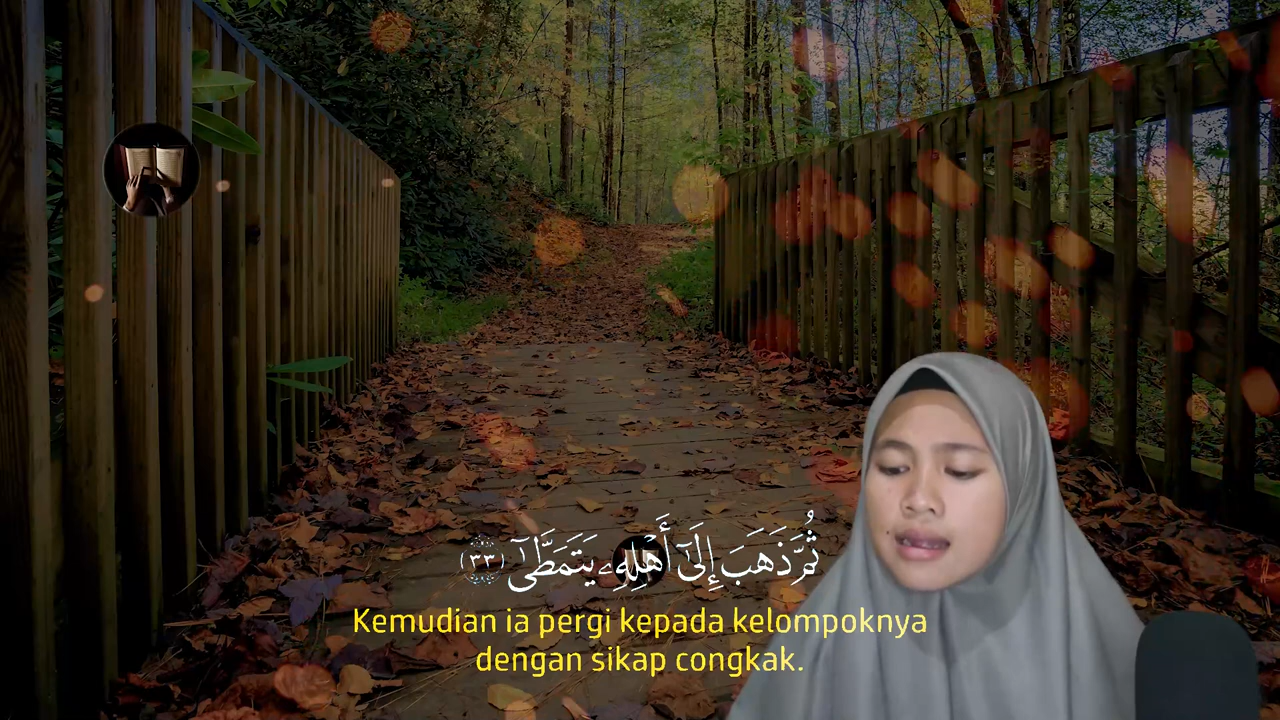 ثُمَّ ذَهَبَ إِلَىٰٓ أَهْلِهِۦ يَتَمَطَّىٰٓ (٣٣)
Kemudian ia pergi kepada kelompoknya
dengan sikap congkak.